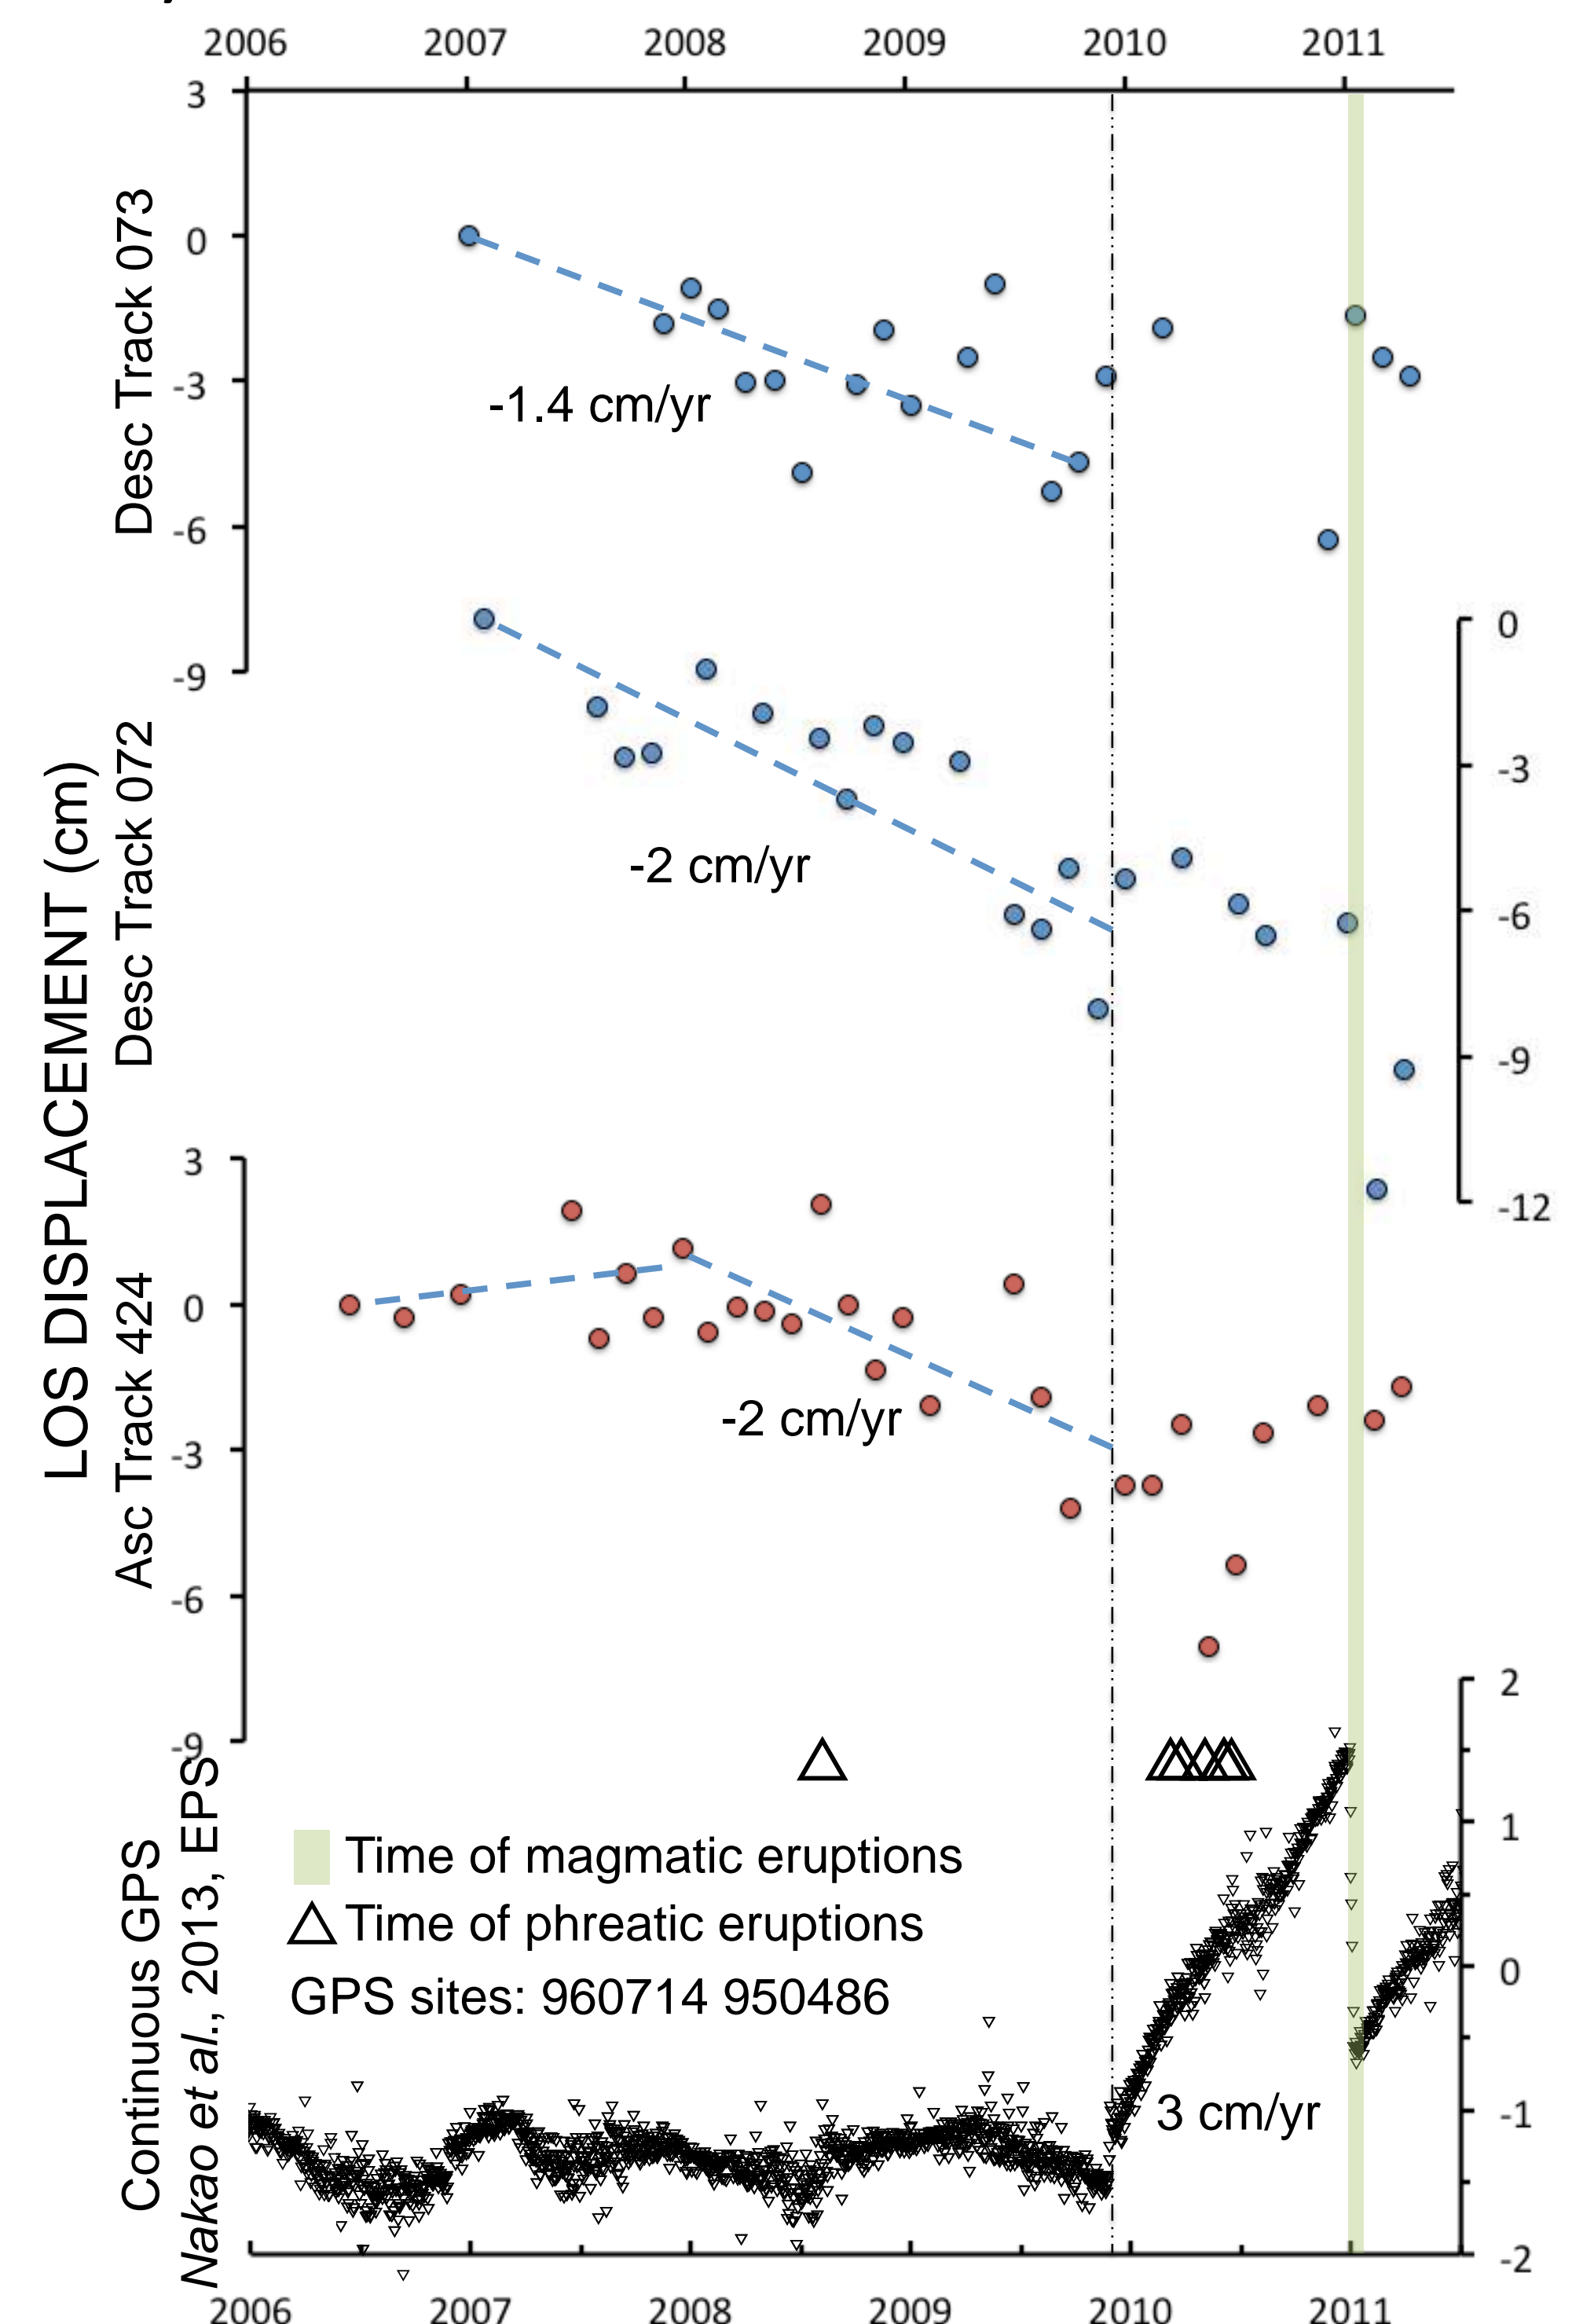 2006 2007 2008 2009 2010 2011
3
0
-3
-6
-9
Desc Track 073
-1.4 cm/yr
LOS DISPLACEMENT (cm)
Desc Track 072
-2 cm/yr
0
-3
-6
-9
-12
Asc Track 424
3
0
-3
-6
-9
-2 cm/yr
Continuous GPS
Nakao et al., 2013, EPS
Time of magmatic eruptions
Time of phreatic eruptions
GPS sites: 960714 950486
3 cm/yr
2
1
0
-1
-2
2006 2007 2008 2009 2010 2011